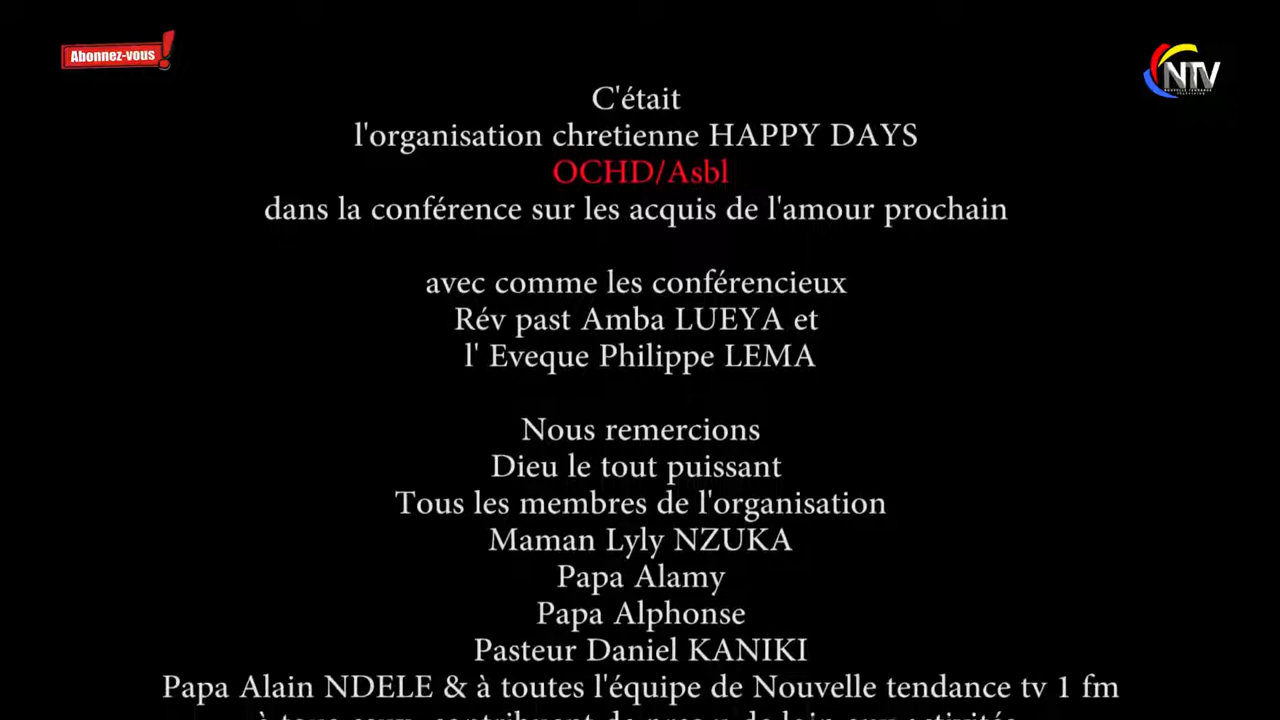 Abonnez-vous
NTV
NOUVELLE TENDANCE
TELEVISION
C'était
l'organisation chretienne HAPPY DAYS
OCHD/Asbl
dans la conférence sur les acquis de l'amour prochain
avec comme les conférencieux
Rév past Amba LUEYA et
l' Eveque Philippe LEMA
Nous remercions
Dieu le tout puissant
Tous les membres de l'organisation
Maman Lyly NZUKA
Papa Alamy
Papa Alphonse
Pasteur Daniel KANIKI
Papa Alain NDELE & à toutes l'équipe de Nouvelle tendance tv 1 fm